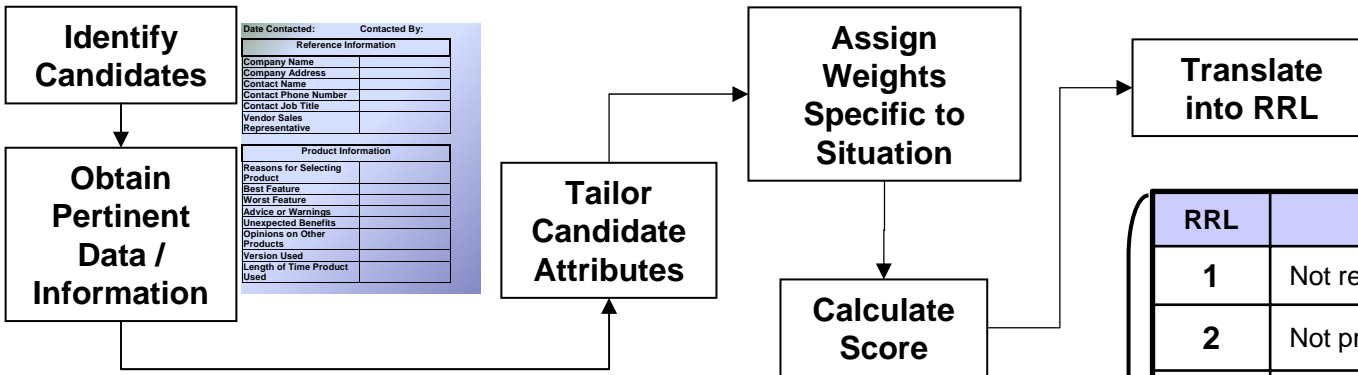 Identify
Candidates
Date Contacted: Contacted By:
Reference Information
Company Name
Company Address
Contact Name
Contact Phone Number
Contact Job Title
Vendor Sales
Representative
Product Information
Reasons for Selecting
Product
Best Feature
Worst Feature
Advice or Warnings
Unexpected Benefits
Opinions on Other
Products
Version Used
Length of Time Product
Used
Obtain
Pertinent
Data /
Information
Tailor
Candidate
Attributes
Assign
Weights
Specific to
Situation
Calculate
Score
Translate
into RRL
RRL
1 Not
2 Not